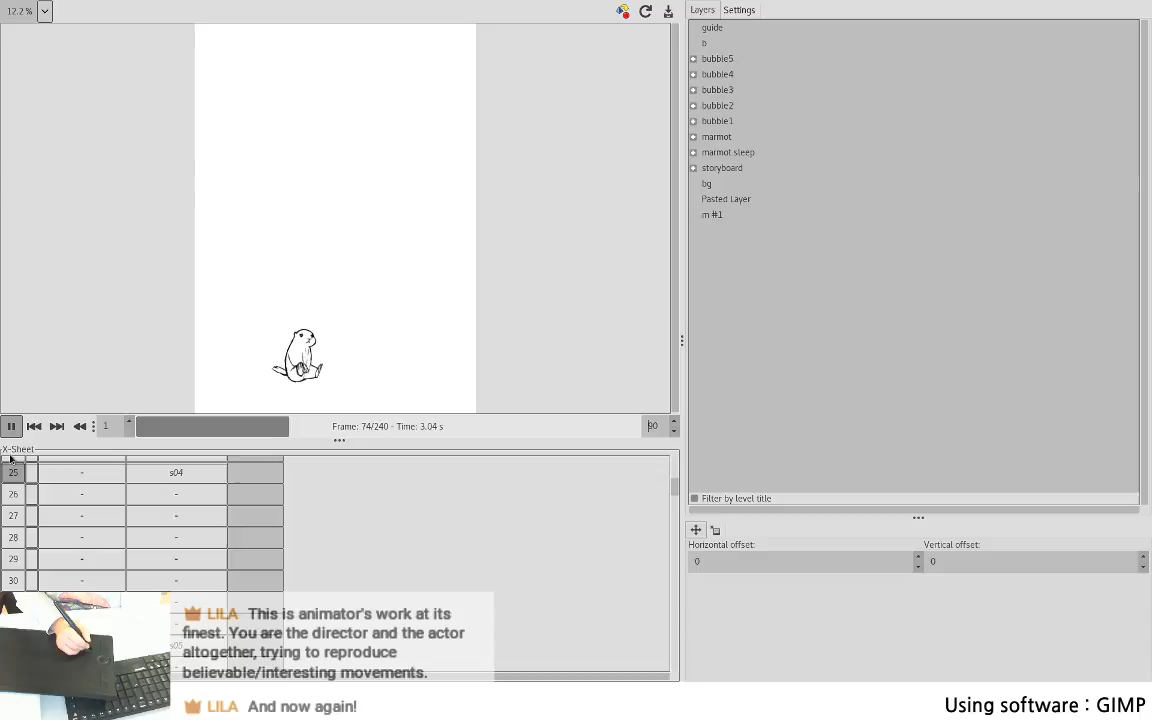 12.2 %
Layers Settings
guide
b
bubble5
bubble4
bubble3
bubble2
bubble1
marmot
marmot sleep
storyboard
bg
Pasted Layer
m #1
Filter by level title
Horizontal offset: Vertical offset:
0 0
1 Frame: 74/240 - Time: 3.04 s 90
X-Sheet
25 - s04
26 - -
27 - -
28 - -
29 - -
30 - -
s05
LILA This is animator's work at its
finest. You are the director and the actor
altogether, trying to reproduce
believable/interesting movements.
LILA And now again!
Using software : GIMP